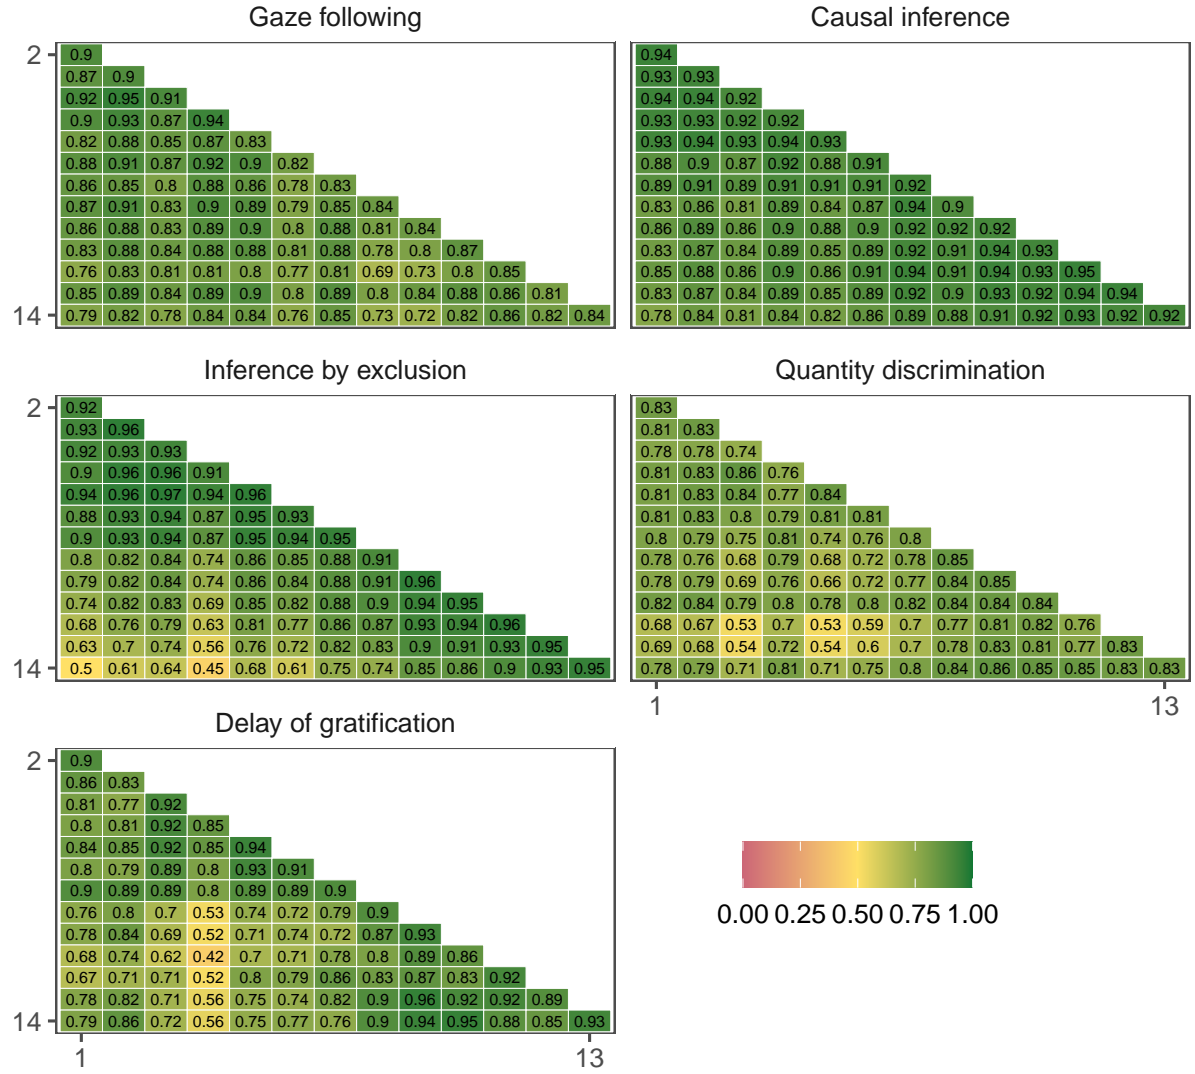 Gaze following
2
0.9
0.87 0.9
0.92 0.95 0.91
0.9 0.93 0.87 0.94
0.82 0.88 0.85 0.87 0.83
0.88 0.91 0.87 0.92 0.9 0.82
0.86 0.85 0.8 0.88 0.86 0.78 0.83
0.87 0.91 0.83 0.9 0.89 0.79 0.85 0.84
0.86 0.88 0.83 0.89 0.9 0.8 0.88 0.81 0.84
0.83 0.88 0.84 0.88 0.88 0.81 0.88 0.78 0.8 0.87
0.76 0.83 0.81 0.81 0.8 0.77 0.81 0.69 0.73 0.8 0.85
0.85 0.89 0.84 0.89 0.9 0.8 0.89 0.8 0.84 0.88 0.86 0.81
14
0.79 0.82 0.78 0.84 0.84 0.76 0.85 0.73 0.72 0.82 0.86 0.82 0.84
Causal inference
0.94
0.93 0.93
0.94 0.94 0.92
0.93 0.93 0.92 0.92
0.93 0.94 0.93 0.94 0.93
0.88 0.9 0.87 0.92 0.88 0.91
0.89 0.91 0.89 0.91 0.91 0.91 0.92
0.83 0.86 0.81 0.89 0.84 0.87 0.94 0.9
0.86 0.89 0.86 0.9 0.88 0.9 0.92 0.92 0.92
0.83 0.87 0.84 0.89 0.85 0.89 0.92 0.91 0.94 0.93
0.85 0.88 0.86 0.9 0.86 0.91 0.94 0.91 0.94 0.93 0.95
0.83 0.87 0.84 0.89 0.85 0.89 0.92 0.9 0.93 0.92 0.94 0.94
0.78 0.84 0.81 0.84 0.82 0.86 0.89 0.88 0.91 0.92 0.93 0.92 0.92
Inference by exclusion
2
0.92
0.93 0.96
0.92 0.93 0.93
0.9 0.96 0.96 0.91
0.94 0.96 0.97 0.94 0.96
0.88 0.93 0.94 0.87 0.95 0.93
0.9 0.93 0.94 0.87 0.95 0.94 0.95
0.8 0.82 0.84 0.74 0.86 0.85 0.88 0.91
0.79 0.82 0.84 0.74 0.86 0.84 0.88 0.91 0.96
0.74 0.82 0.83 0.69 0.85 0.82 0.88 0.9 0.94 0.95
0.68 0.76 0.79 0.63 0.81 0.77 0.86 0.87 0.93 0.94 0.96
0.63 0.7 0.74 0.56 0.76 0.72 0.82 0.83 0.9 0.91 0.93 0.95
14
0.5 0.61 0.64 0.45 0.68 0.61 0.75 0.74 0.85 0.86 0.9 0.93 0.95
Quantity discrimination
0.83
0.81 0.83
0.78 0.78 0.74
0.81 0.83 0.86 0.76
0.81 0.83 0.84 0.77 0.84
0.81 0.83 0.8 0.79 0.81 0.81
0.8 0.79 0.75 0.81 0.74 0.76 0.8
0.78 0.76 0.68 0.79 0.68 0.72 0.78 0.85
0.78 0.79 0.69 0.76 0.66 0.72 0.77 0.84 0.85
0.82 0.84 0.79 0.8 0.78 0.8 0.82 0.84 0.84 0.84
0.68 0.67 0.53 0.7 0.53 0.59 0.7 0.77 0.81 0.82 0.76
0.69 0.68 0.54 0.72 0.54 0.6 0.7 0.78 0.83 0.81 0.77 0.83
0.78 0.79 0.71 0.81 0.71 0.75 0.8 0.84 0.86 0.85 0.85 0.83 0.83
1 13
Delay of gratification
2
0.9
0.86 0.83
0.81 0.77 0.92
0.8 0.81 0.92 0.85
0.84 0.85 0.92 0.85 0.94
0.8 0.79 0.89 0.8 0.93 0.91
0.9 0.89 0.89 0.8 0.89 0.89 0.9
0.76 0.8 0.7 0.53 0.74 0.72 0.79 0.9
0.78 0.84 0.69 0.52 0.71 0.74 0.72 0.87 0.93
0.68 0.74 0.62 0.42 0.7 0.71 0.78 0.8 0.89 0.86
0.67 0.71 0.71 0.52 0.8 0.79 0.86 0.83 0.87 0.83 0.92
0.78 0.82 0.71 0.56 0.75 0.74 0.82 0.9 0.96 0.92 0.92 0.89
14
0.79 0.86 0.72 0.56 0.75 0.77 0.76 0.9 0.94 0.95 0.88 0.85 0.93
1 13
0.00 0.25 0.50 0.75 1.00